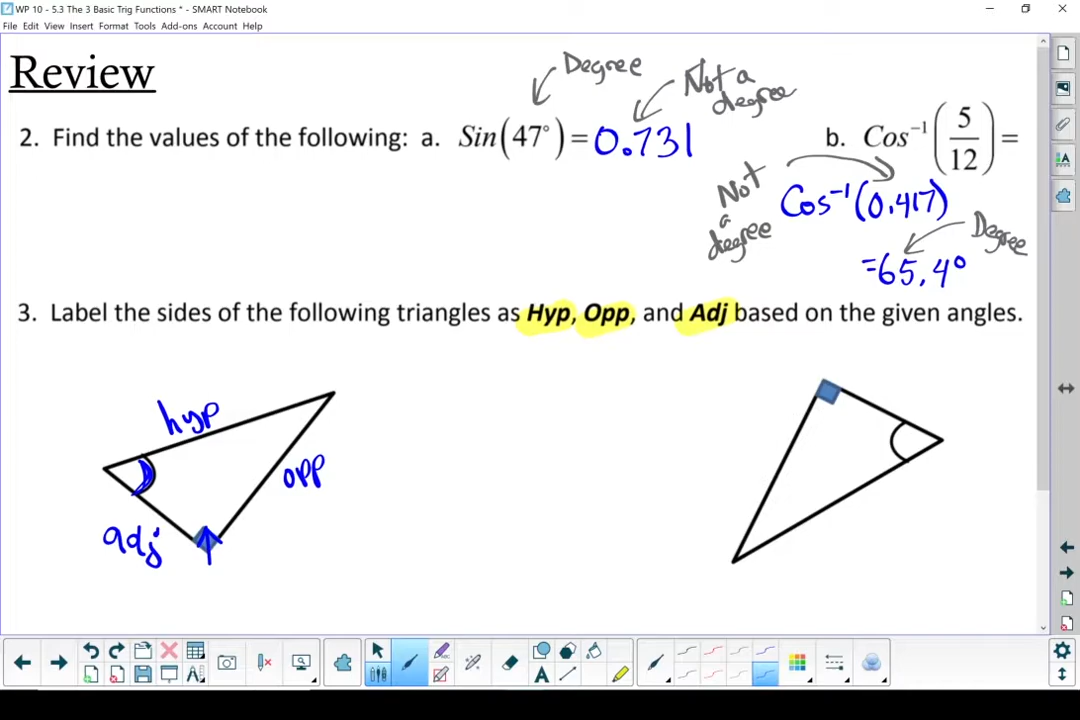 WP 10 - 5.3 The 3 Basic Trig Functions * - SMART Notebook
File Edit View Insert Format Tools Add-ons Account Help
Review
Degree
Not a degree
2. Find the values of the following: a. Sin(47°) = 0.731
b. Cos⁻¹(5/12) =
Not a degree
Cos⁻¹(0.417)
Degree
=65.4°
3. Label the sides of the following triangles as Hyp, Opp, and Adj based on the given angles.
hyp
opp
adj